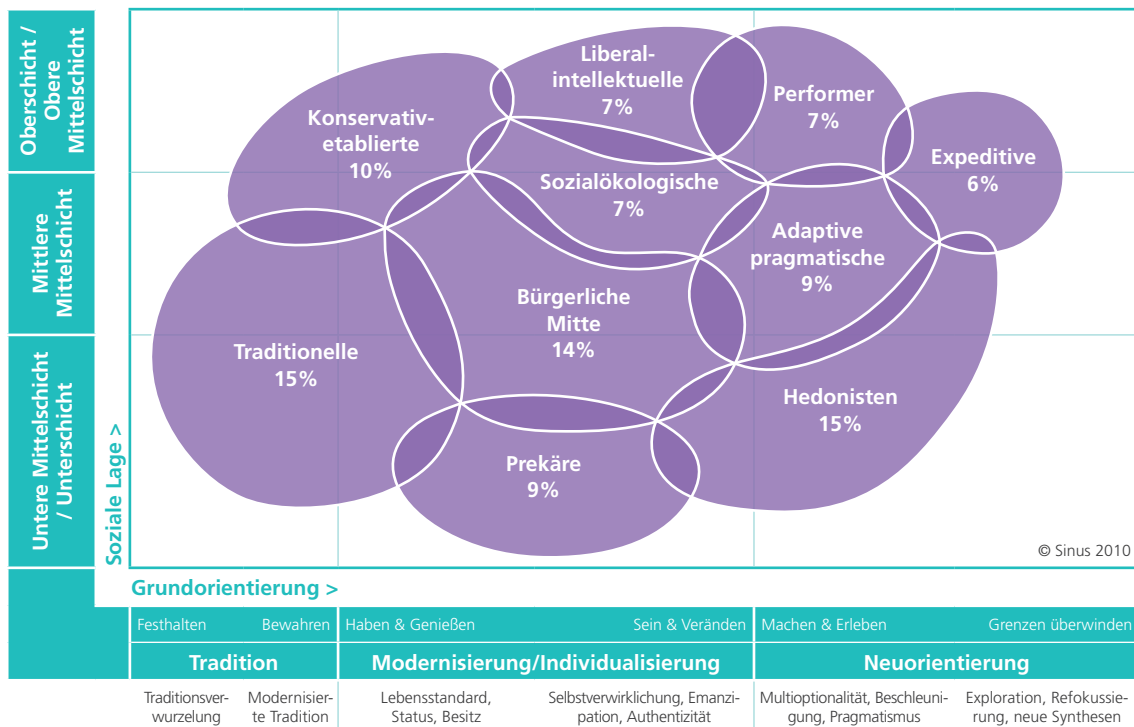 Oberschicht /
Obere
Mittelschicht
Mittlere
Mittelschicht
Untere Mittelschicht
/ Unterschicht
Soziale Lage >
Liberal-
intellektuelle
7%
Performer
7%
Konservativ-
etablierte
10%
Expeditive
6%
Sozialökologische
7%
Adaptive
pragmatische
9%
Bürgerliche
Mitte
14%
Traditionelle
15%
Hedonisten
15%
Prekäre
9%
© Sinus 2010
Grundorientierung >
Festhalten Bewahren Haben & Genießen Sein & Veränden Machen & Erleben Grenzen überwinden
Tradition Modernisierung/Individualisierung Neuorientierung
Traditionsver- Modernisier- Lebensstandard, Selbstverwirklichung, Emanzi- Multioptionalität, Beschleuni- Exploration, Refokussie-
wurzelung te Tradition Status, Besitz pation, Authentizität gung, Pragmatismus rung, neue Synthesen